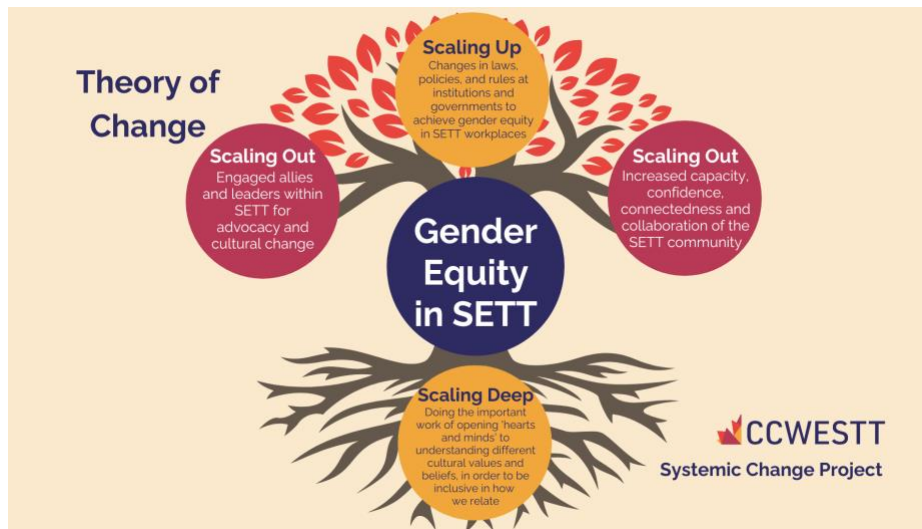 Theory of
Change
Scaling Up
Changes in laws,
policies, and rules at
institutions and
governments to
achieve gender equity
in SETT workplaces
Scaling Out
Engaged allies
and leaders within
SETT for
advocacy and
cultural change
Scaling Out
Increased capacity,
confidence,
connectedness and
collaboration of the
SETT community
Gender
Equity
in SETT
Scaling Deep
Doing the important
work of opening 'hearts
and minds' to
understanding different
cultural values and
beliefs, in order to be
inclusive in how
we relate
CCWESTT
Systemic Change Project